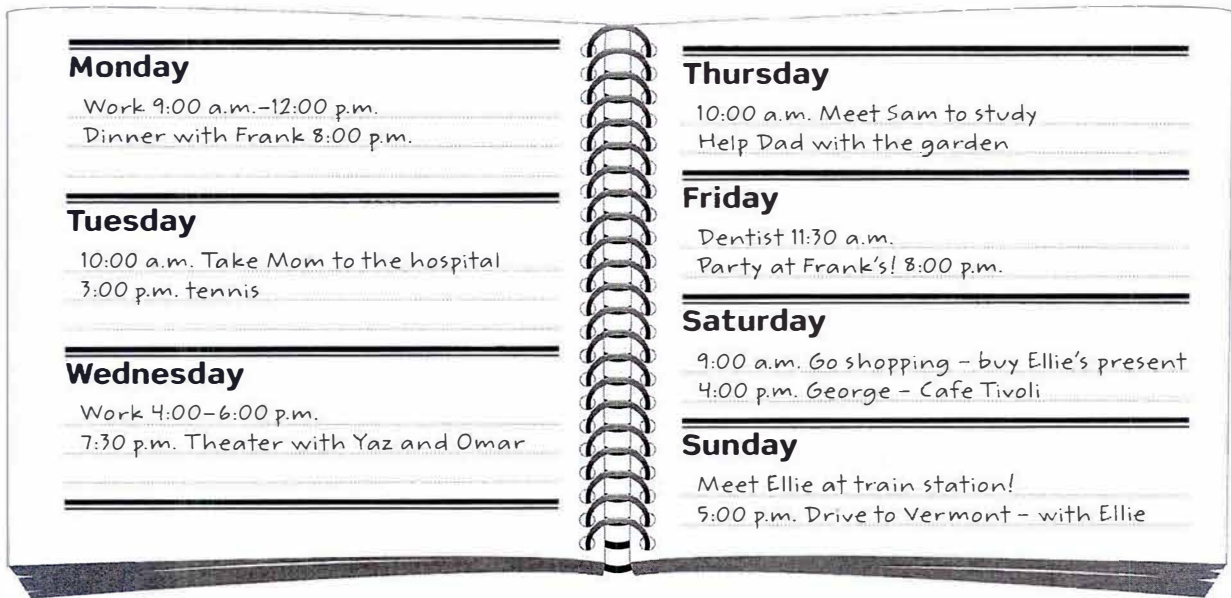 Monday
Work 9:00 a.m.–12:00 p.m.
Dinner with Frank 8:00 p.m.
Tuesday
10:00 a.m. Take Mom to the hospital
3:00 p.m. tennis
Wednesday
Work 4:00–6:00 p.m.
7:30 p.m. Theater with Yaz and Omar
Thursday
10:00 a.m. Meet Sam to study
Help Dad with the garden
Friday
Dentist 11:30 a.m.
Party at Frank's! 8:00 p.m.
Saturday
9:00 a.m. Go shopping – buy Ellie's present
4:00 p.m. George – Cafe Tivoli
Sunday
Meet Ellie at train station!
5:00 p.m. Drive to Vermont – with Ellie